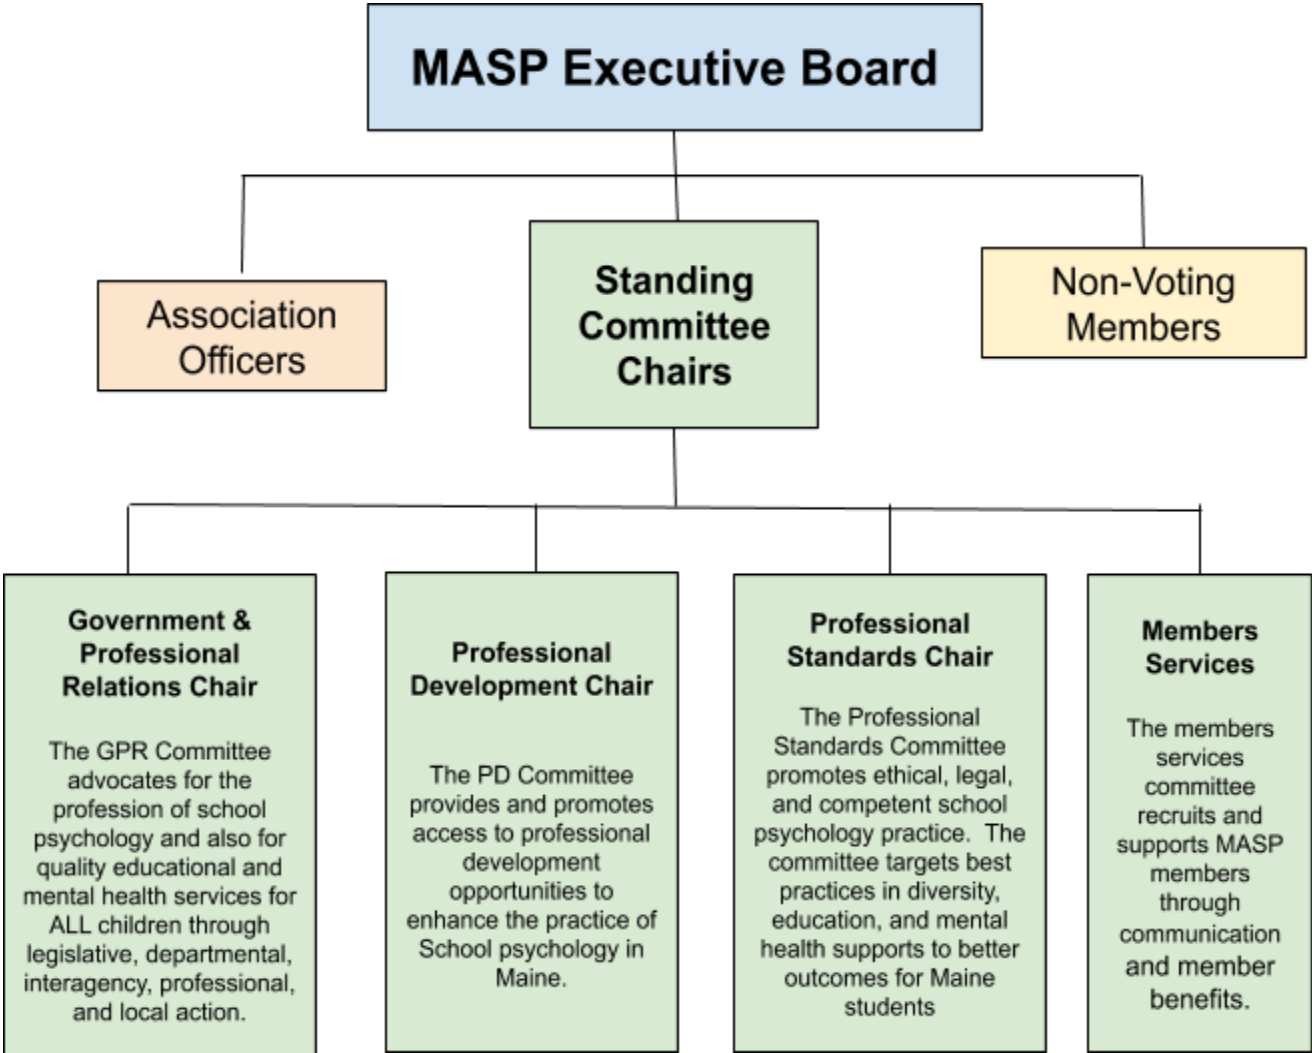 MASP Executive Board
Association
Officers
Standing
Committee
Chairs
Non-Voting
Members
Government &
Professional
Relations Chair
The GPR Committee
advocates for the
profession of school
psychology and also for
quality educational and
mental health services for
ALL children through
legislative, departmental,
interagency, professional,
and local action.
Professional
Development Chair
The PD Committee
provides and promotes
access to professional
development
opportunities to
enhance the practice of
School psychology in
Maine.
Professional
Standards Chair
The Professional
Standards Committee
promotes ethical, legal,
and competent school
psychology practice.  The
committee targets best
practices in diversity,
education, and mental
health supports to better
outcomes for Maine
students
Members
Services
The members
services
committee
recruits and
supports MASP
members
through
communication
and member
benefits.